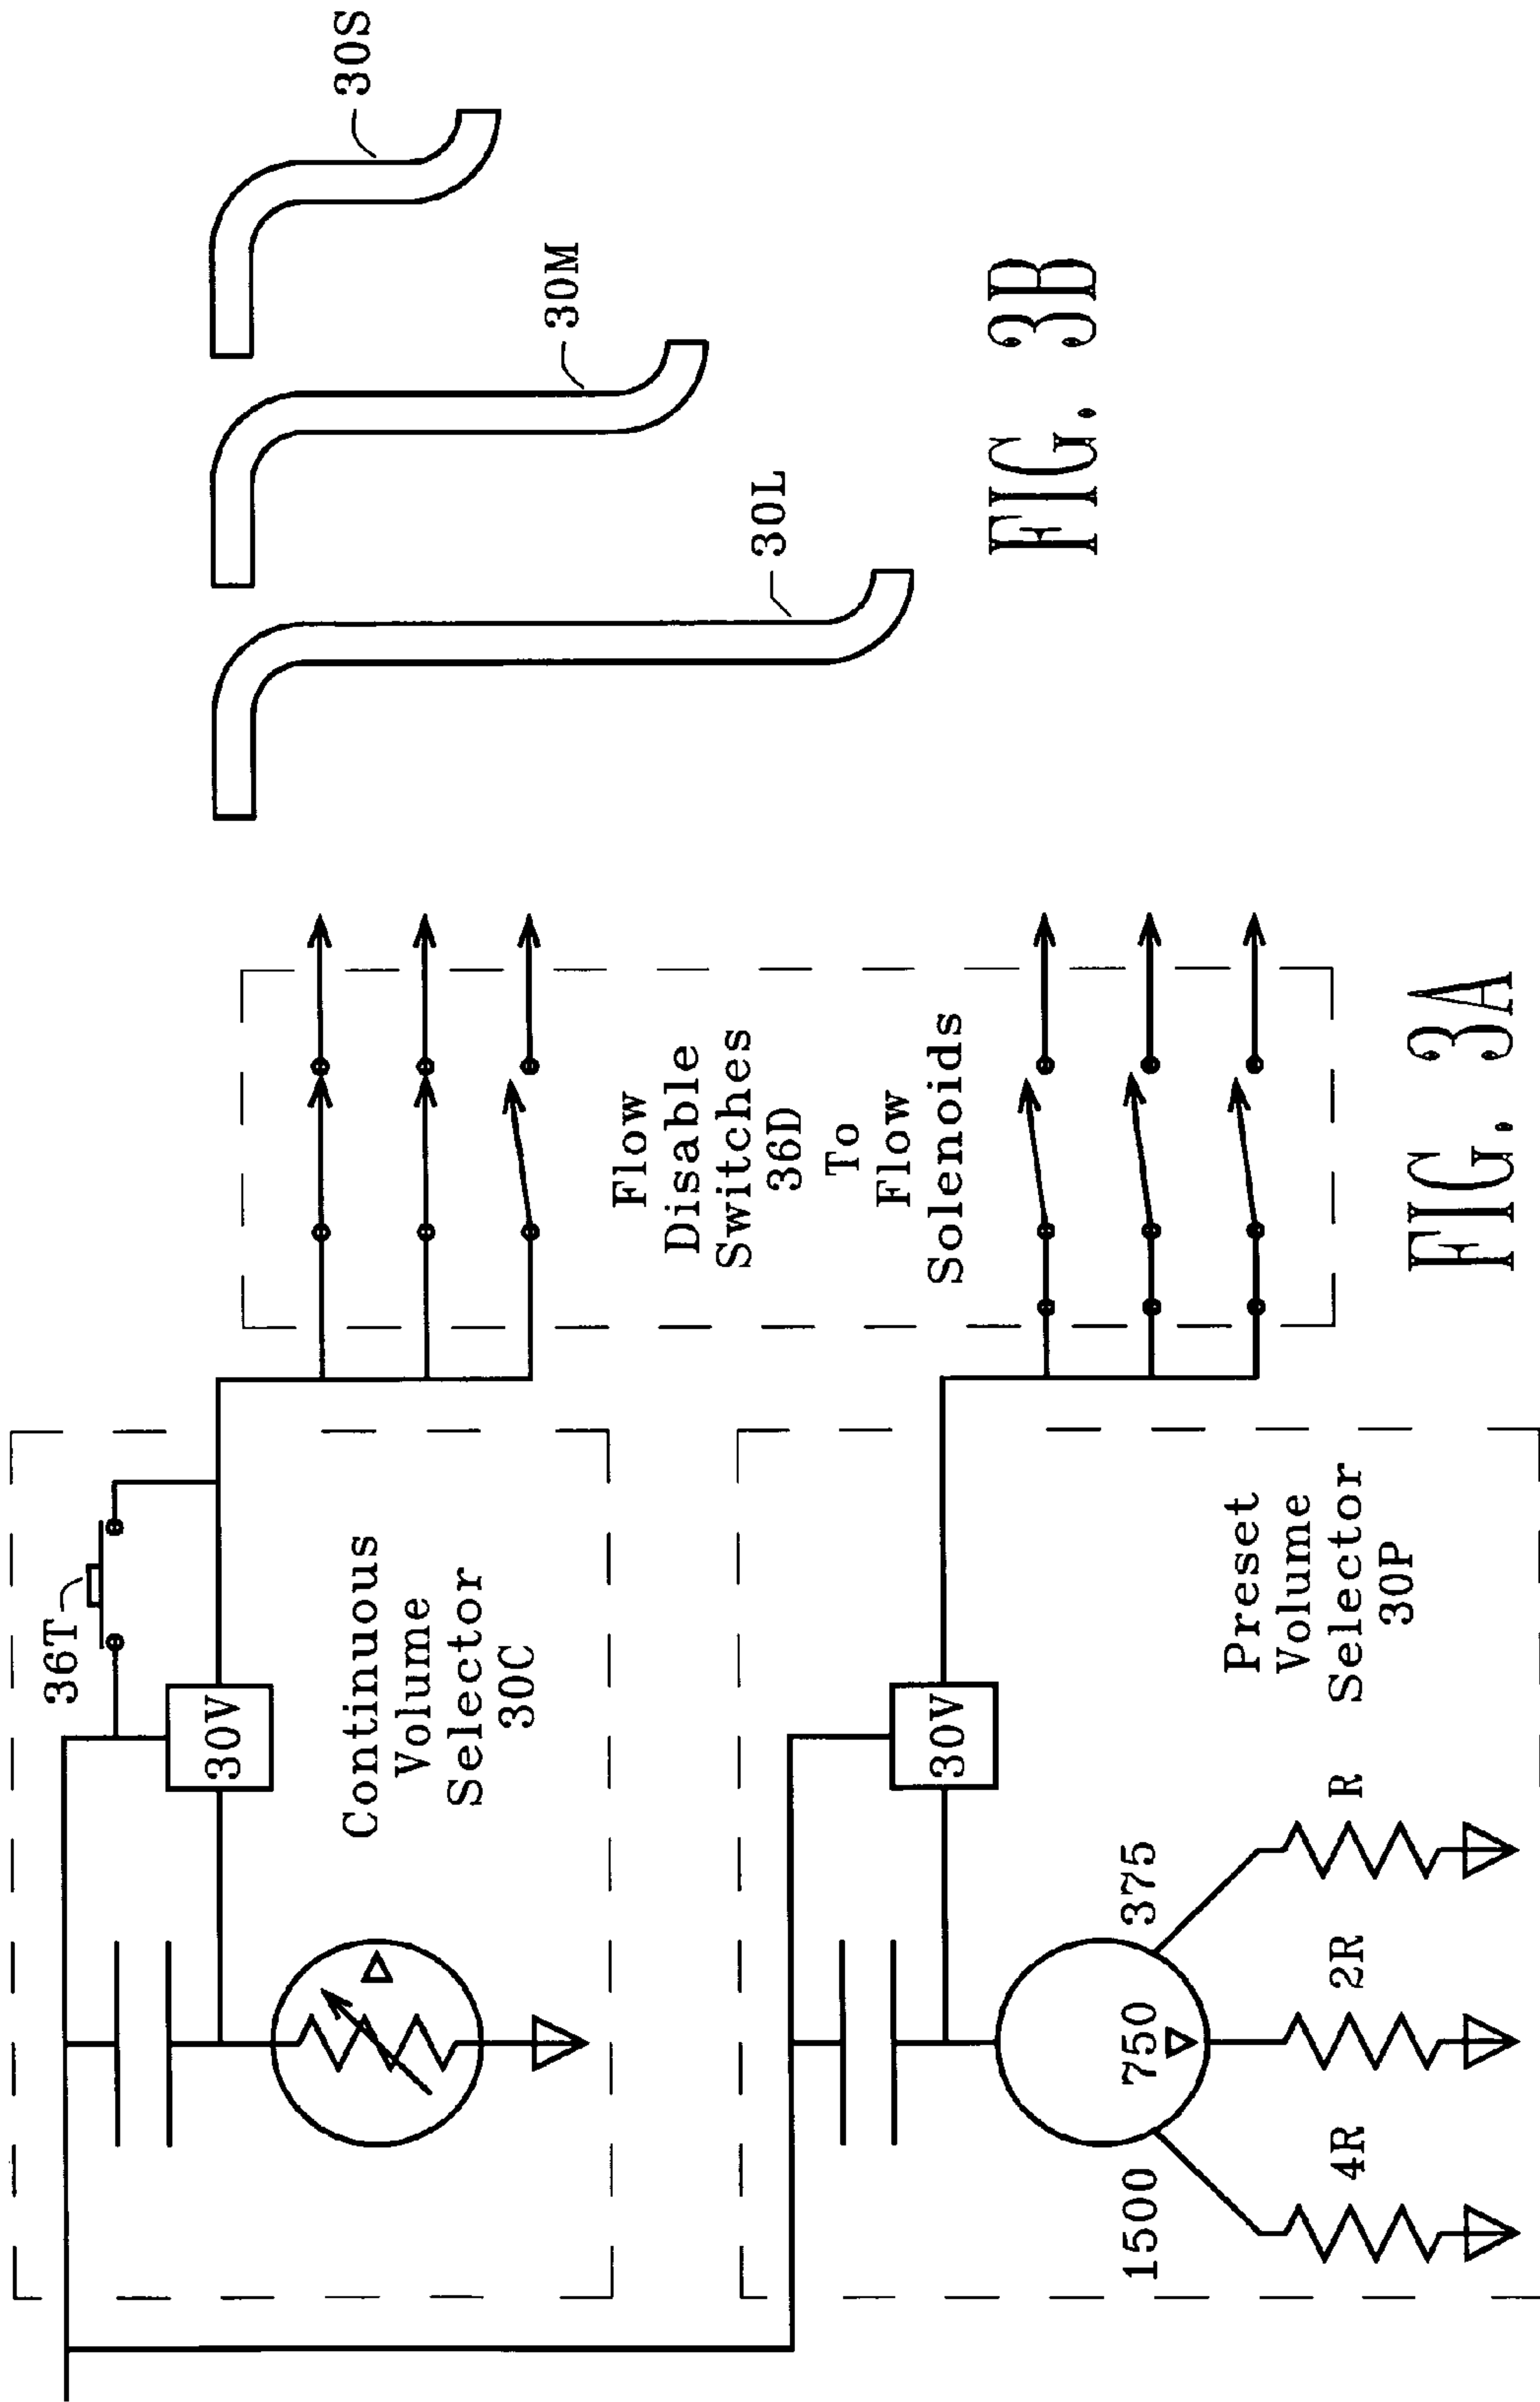 36T
30V
Continuous
Volume
Selector
30C
Flow
Disable
Switches
36D
To
Flow
Solenoids
30V
1500
750
375
4R
2R
R
Preset
Volume
Selector
30P
FIG. 3A
30L
30M
30S
FIG. 3B